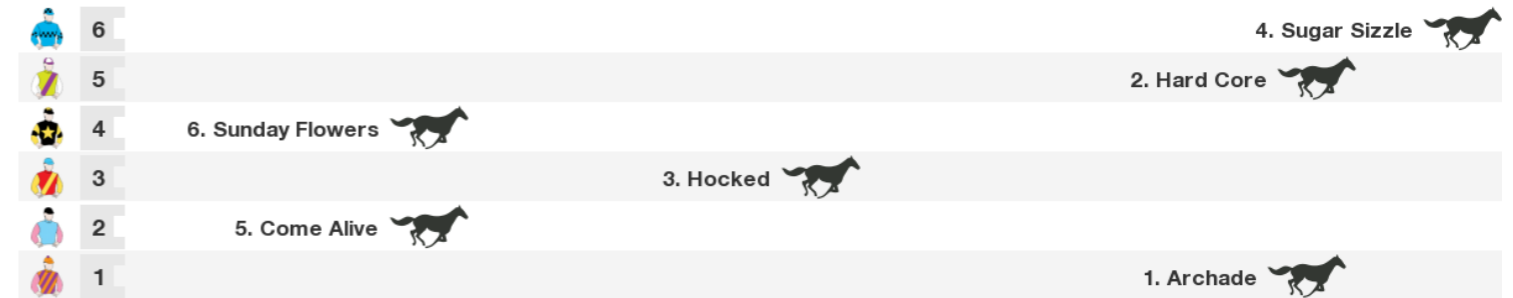 6 4. Sugar Sizzle
5 2. Hard Core
4 6. Sunday Flowers
3 3. Hocked
2 5. Come Alive
1 1. Archade